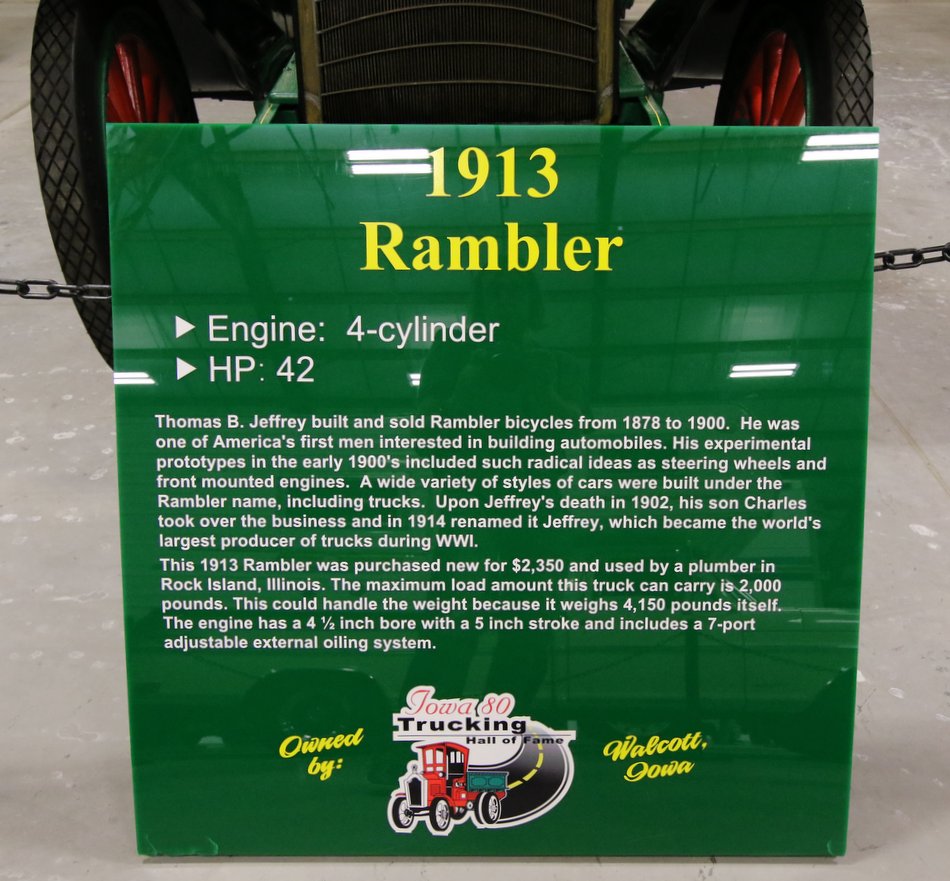 1913
Rambler
▶ Engine: 4-cylinder
▶ HP: 42
Thomas B. Jeffrey built and sold Rambler bicycles from 1878 to 1900. He was
one of America's first men interested in building automobiles. His experimental
prototypes in the early 1900's included such radical ideas as steering wheels and
front mounted engines. A wide variety of styles of cars were built under the
Rambler name, including trucks. Upon Jeffrey's death in 1902, his son Charles
took over the business and in 1914 renamed it Jeffrey, which became the world's
largest producer of trucks during WWI.
This 1913 Rambler was purchased new for $2,350 and used by a plumber in
Rock Island, Illinois. The maximum load amount this truck can carry is 2,000
pounds. This could handle the weight because it weighs 4,150 pounds itself.
The engine has a 4 ½ inch bore with a 5 inch stroke and includes a 7-port
adjustable external oiling system.
Owned
by:
Iowa 80
Trucking
Hall of Fame
Walcott,
Iowa